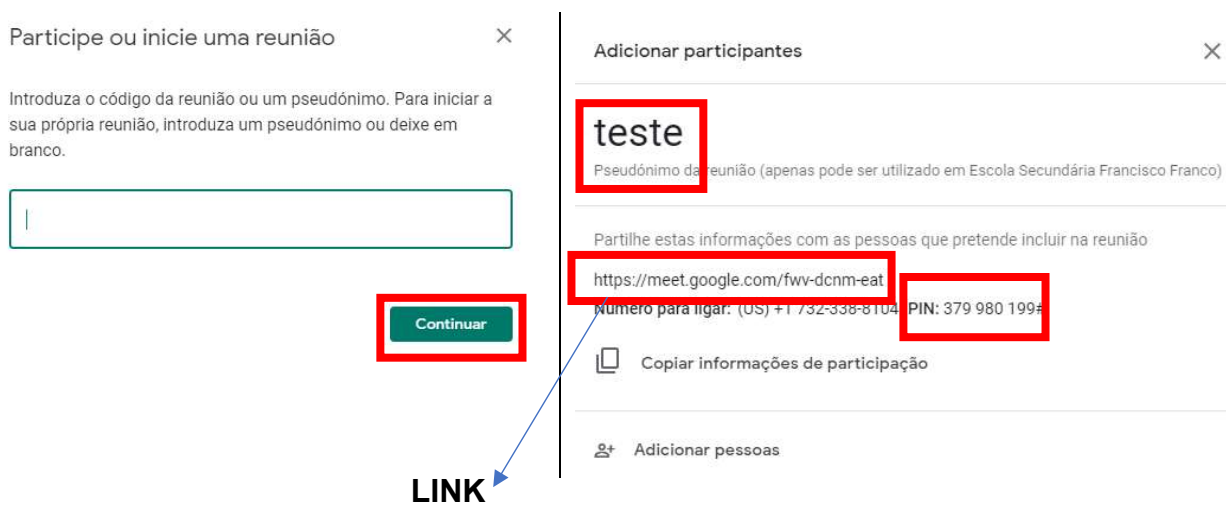 Participe ou inicie uma reunião
Introduza o código da reunião ou um pseudónimo. Para iniciar a
sua própria reunião, introduza um pseudónimo ou deixe em
branco.
Continuar
LINK
Adicionar participantes
teste
Pseudónimo da reunião (apenas pode ser utilizado em Escola Secundária Francisco Franco)
Partilhe estas informações com as pessoas que pretende incluir na reunião
https://meet.google.com/fwv-dcnm-eat
Número para ligar: (US) +1 732-338-8104 PIN: 379 980 199#
Copiar informações de participação
Adicionar pessoas